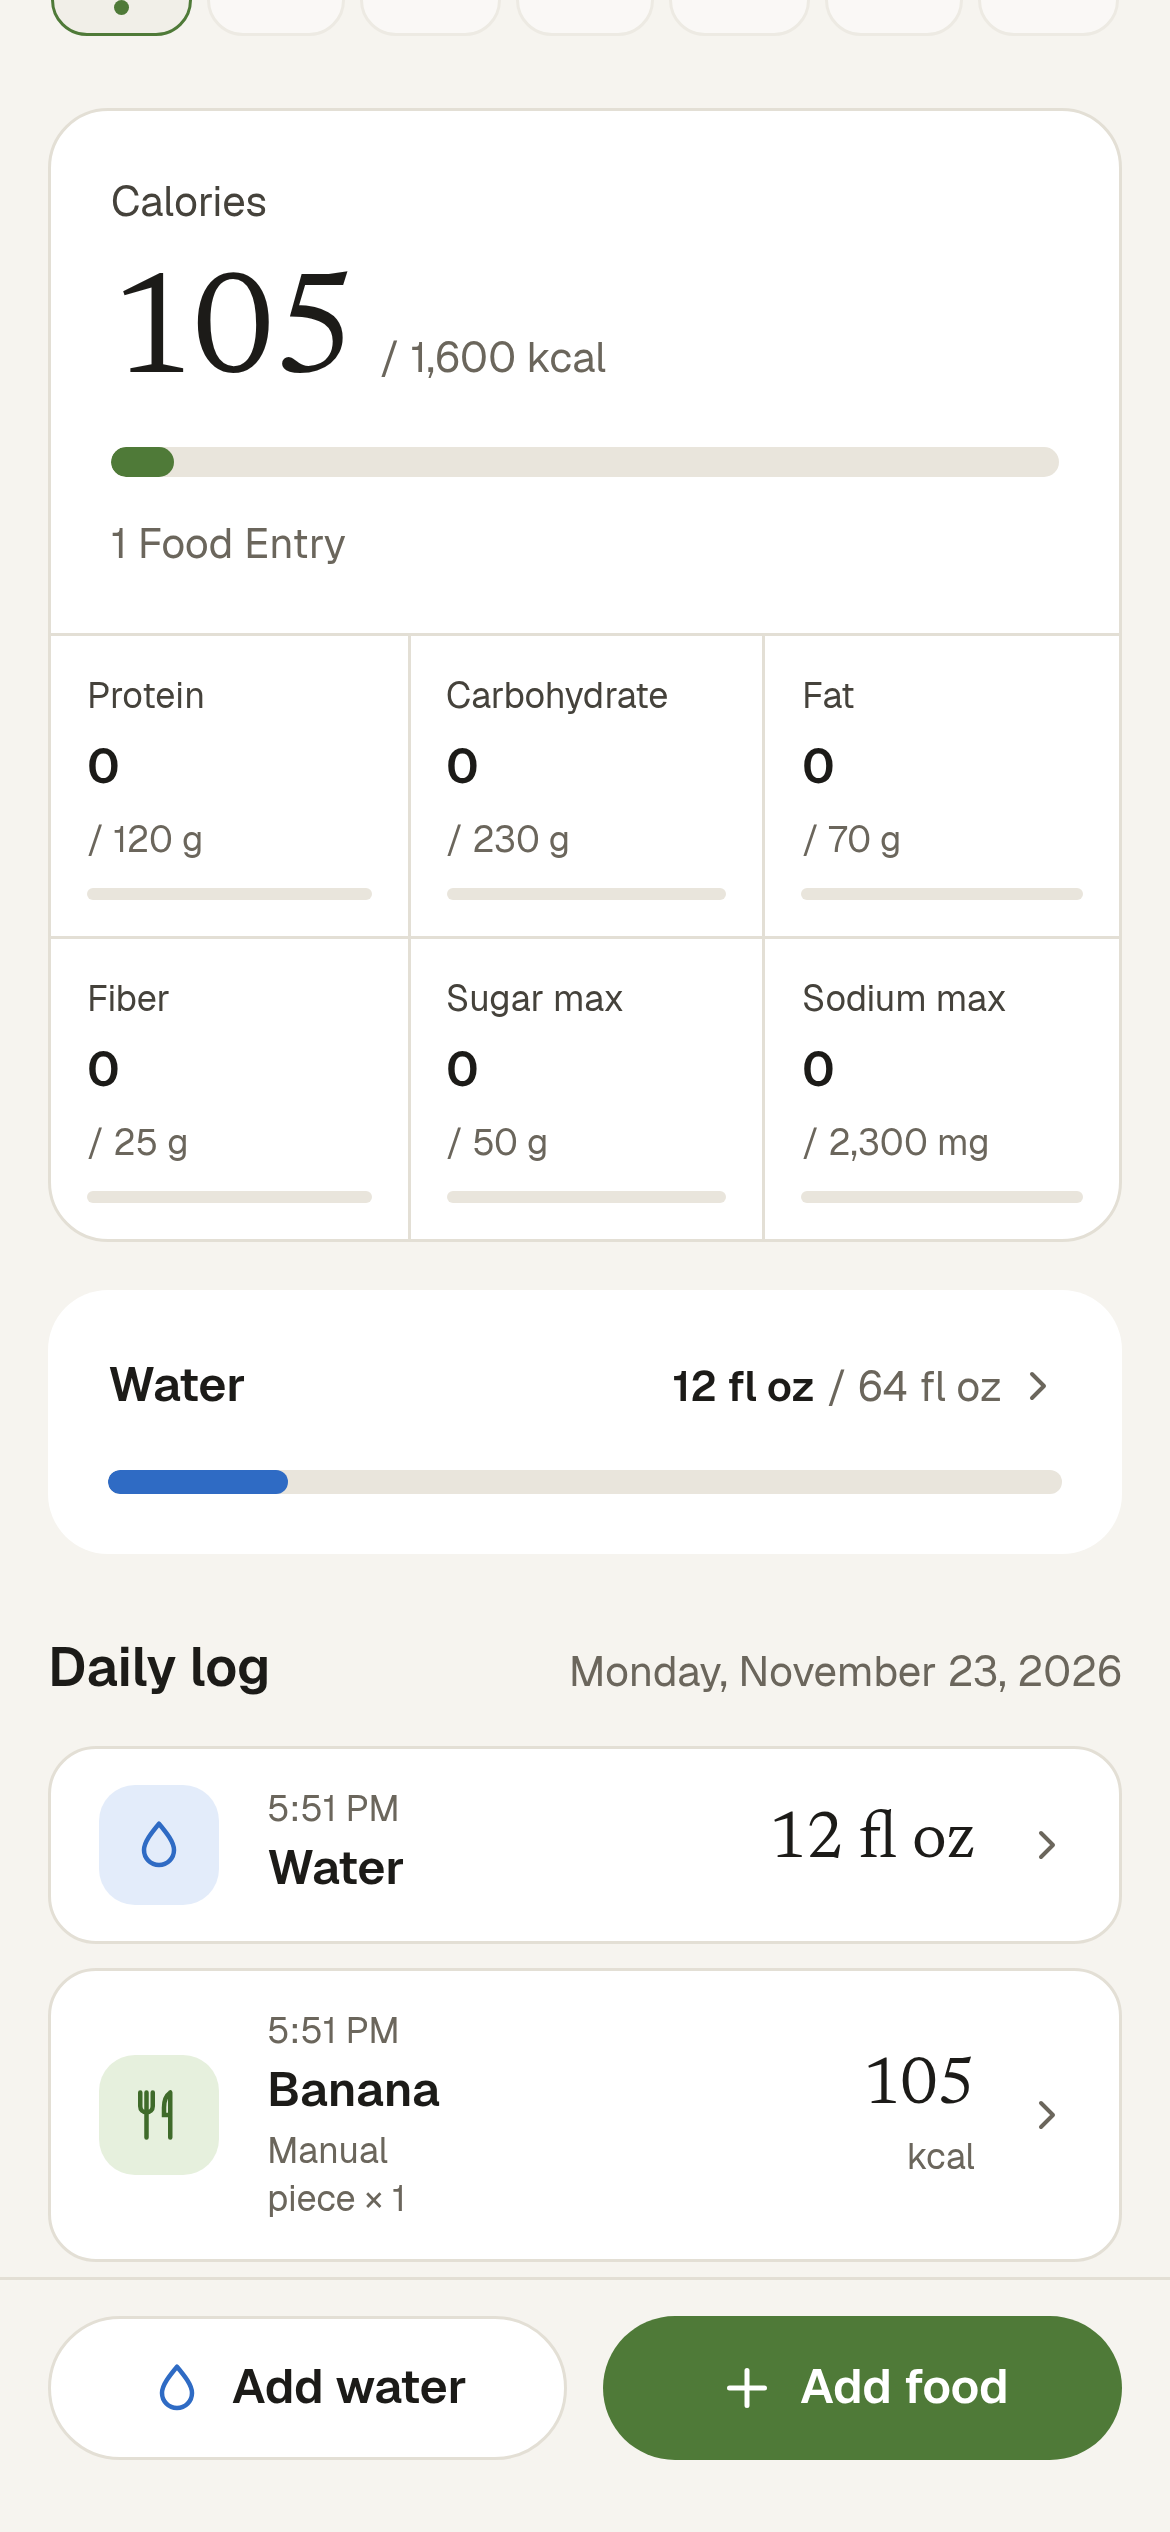 Calories
105 / 1,600 kcal
1 Food Entry
Protein
0
/ 120 g
Carbohydrate
0
/ 230 g
Fat
0
/ 70 g
Fiber
0
/ 25 g
Sugar max
0
/ 50 g
Sodium max
0
/ 2,300 mg
Water
12 fl oz / 64 fl oz
Daily log
Monday, November 23, 2026
5:51 PM
Water
12 fl oz
5:51 PM
Banana
Manual
piece × 1
105
kcal
Add water
Add food